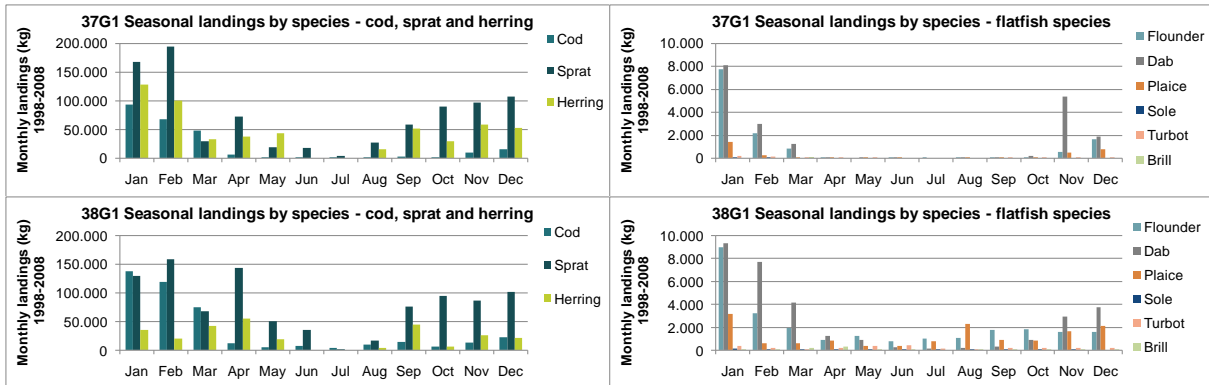 37G1 Seasonal landings by species - cod, sprat and herring
Monthly landings (kg)
1998-2008
200.000
150.000
100.000
50.000
0
Jan Feb Mar Apr May Jun Jul Aug Sep Oct Nov Dec
Cod
Sprat
Herring
37G1 Seasonal landings by species - flatfish species
Monthly landings (kg)
1998-2008
10.000
8.000
6.000
4.000
2.000
0
Jan Feb Mar Apr May Jun Jul Aug Sep Oct Nov Dec
Flounder
Dab
Plaice
Sole
Turbot
Brill
38G1 Seasonal landings by species - cod, sprat and herring
Monthly landings (kg)
1998-2008
200.000
150.000
100.000
50.000
0
Jan Feb Mar Apr May Jun Jul Aug Sep Oct Nov Dec
Cod
Sprat
Herring
38G1 Seasonal landings by species - flatfish species
Monthly landings (kg)
1998-2008
10.000
8.000
6.000
4.000
2.000
0
Jan Feb Mar Apr May Jun Jul Aug Sep Oct Nov Dec
Flounder
Dab
Plaice
Sole
Turbot
Brill